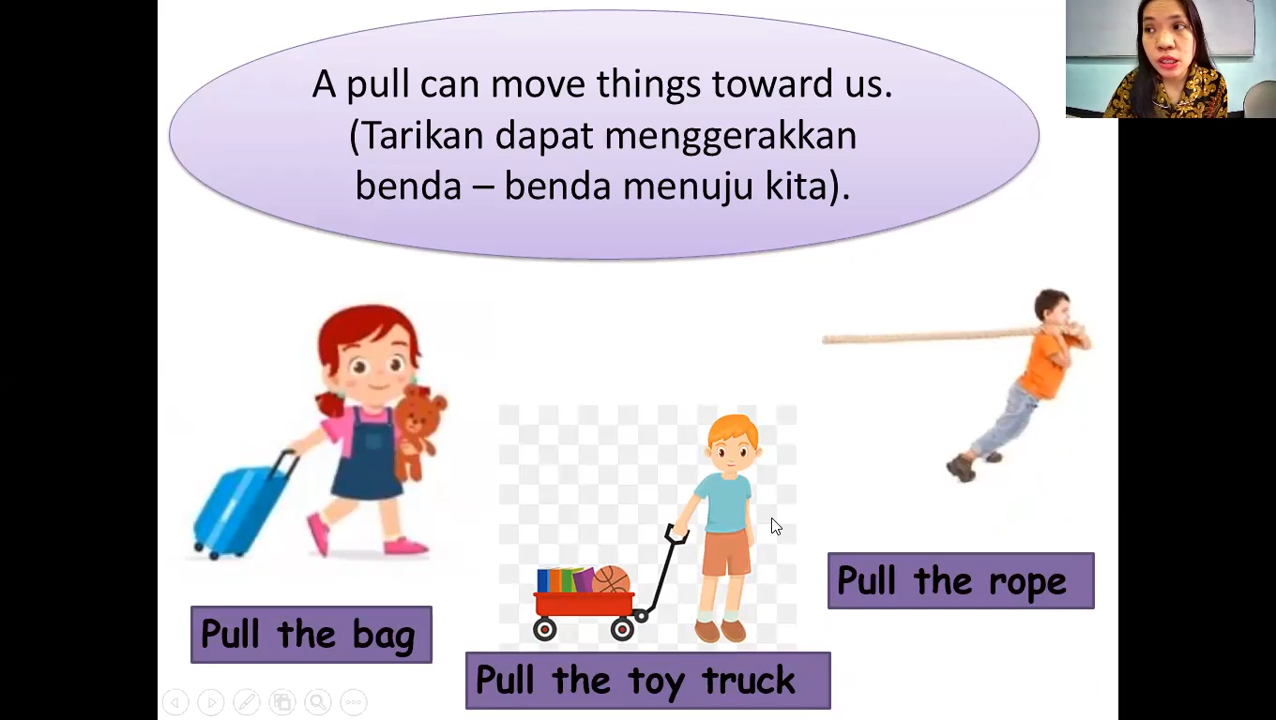 A pull can move things toward us.
(Tarikan dapat menggerakkan
benda – benda menuju kita).
Pull the bag
Pull the toy truck
Pull the rope